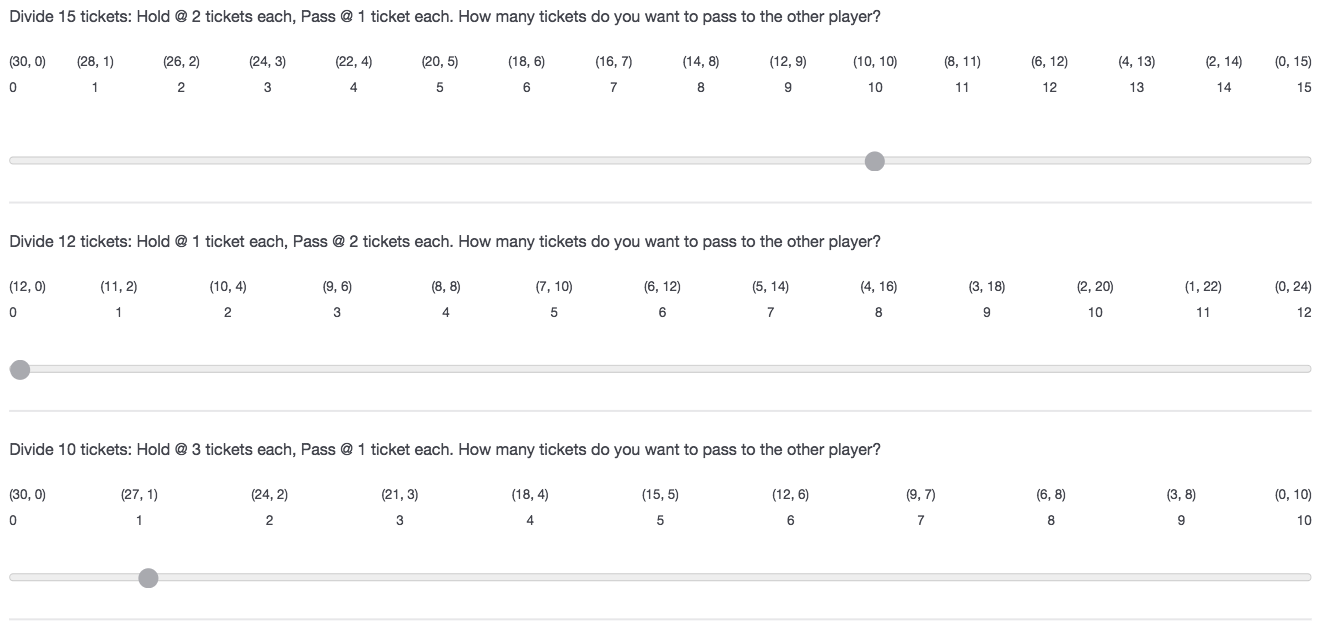 Divide 15 tickets: Hold @ 2 tickets each, Pass @ 1 ticket each. How many tickets do you want to pass to the other player?
(30, 0) (28, 1) (26, 2) (24, 3) (22, 4) (20, 5) (18, 6) (16, 7) (14, 8) (12, 9) (10, 10) (8, 11) (6, 12) (4, 13) (2, 14) (0, 15)
0 1 2 3 4 5 6 7 8 9 10 11 12 13 14 15
Divide 12 tickets: Hold @ 1 ticket each, Pass @ 2 tickets each. How many tickets do you want to pass to the other player?
(12, 0) (11, 2) (10, 4) (9, 6) (8, 8) (7, 10) (6, 12) (5, 14) (4, 16) (3, 18) (2, 20) (1, 22) (0, 24)
0 1 2 3 4 5 6 7 8 9 10 11 12
Divide 10 tickets: Hold @ 3 tickets each, Pass @ 1 ticket each. How many tickets do you want to pass to the other player?
(30, 0) (27, 1) (24, 2) (21, 3) (18, 4) (15, 5) (12, 6) (9, 7) (6, 8) (3, 8) (0, 10)
0 1 2 3 4 5 6 7 8 9 10